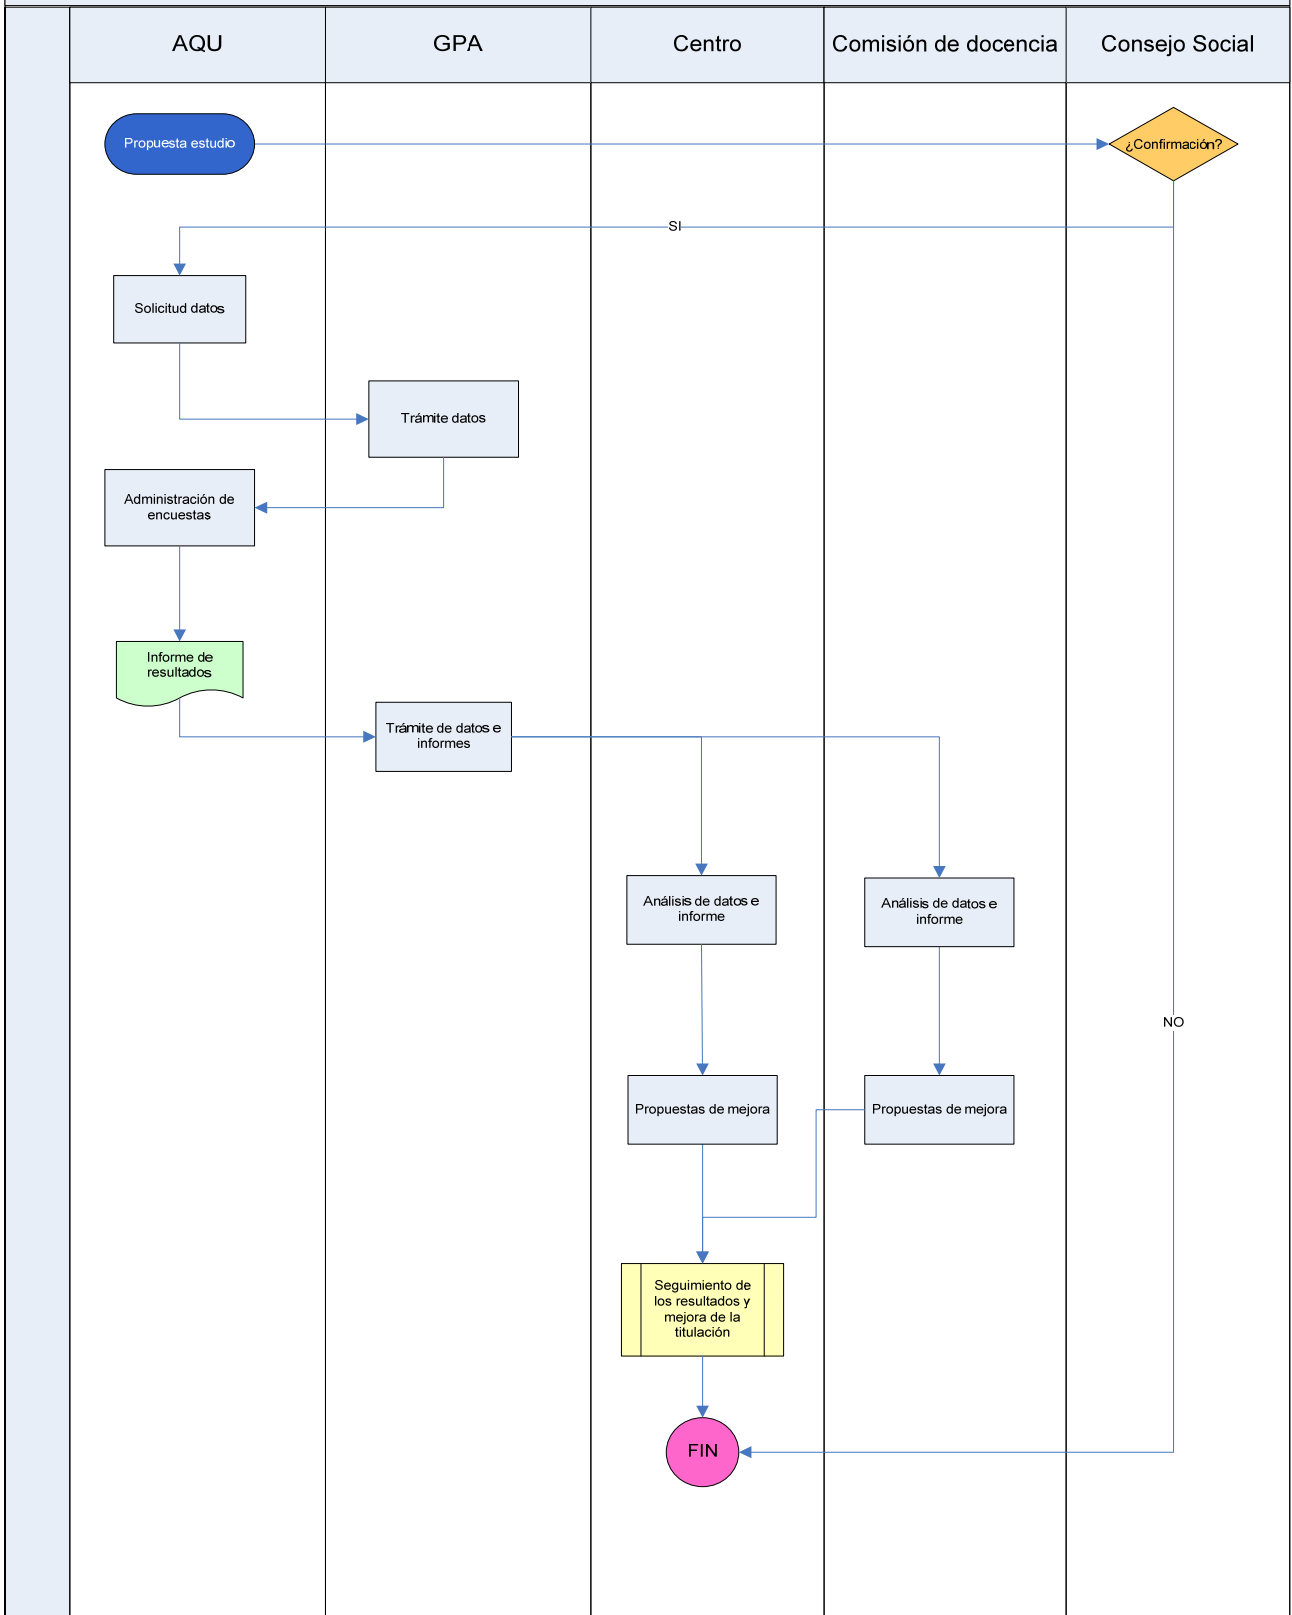 AQU
GPA
Centro
Comisión de docencia
Consejo Social
Propuesta estudio
¿Confirmación?
SI
Solicitud datos
Trámite datos
Administración de
encuestas
Informe de
resultados
Trámite de datos e
informes
Análisis de datos e
informe
Análisis de datos e
informe
NO
Propuestas de mejora
Propuestas de mejora
Seguimiento de
los resultados y
mejora de la
titulación
FIN